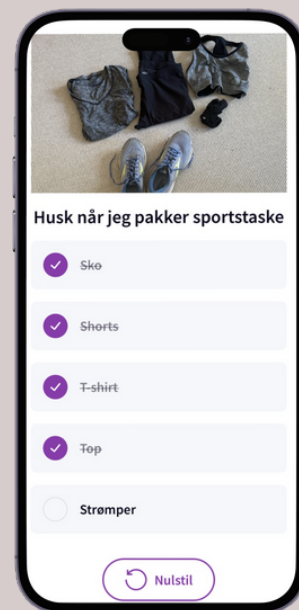 Husk når jeg pakker sportstaske
Sko
Shorts
T-shirt
Top
Strømper
Nulstil